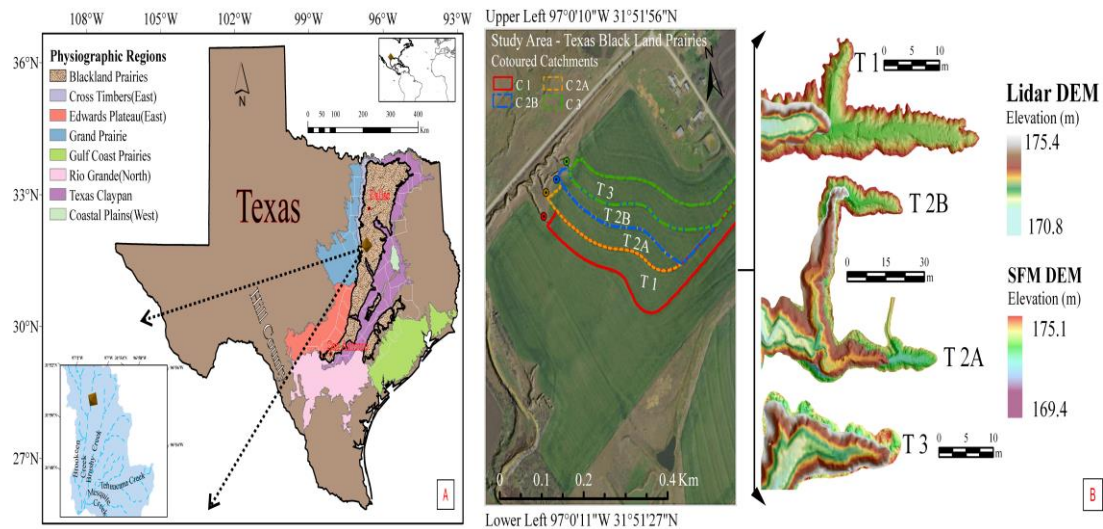 108°W 105°W 102°W 99°W 96°W 93°W
36°N
33°N
30°N
27°N
Physiographic Regions
Blackland Prairies
Cross Timbers(East)
Edwards Plateau(East)
Grand Prairie
Gulf Coast Prairies
Rio Grande(North)
Texas Claypan
Coastal Plains(West)
N
0 50 100 200 300 400
Km
Texas
Tehuacana Creek
Creek
A
Upper Left 97°0'10"W 31°51'56"N
Study Area - Texas Black Land Prairies
Cotoured Catchments
C 1 C 2A
C 2B C 3
N
T 3
T 2B
T 2A
T 1
0 0.2 0.4 Km
Lower Left 97°0'11"W 31°51'27"N
T 1
0 5 10
m
T 2B
0 15 30
m
T 2A
T 3
0 5 10
m
Lidar DEM
Elevation (m)
175.4
170.8
SFM DEM
Elevation (m)
175.1
169.4
B